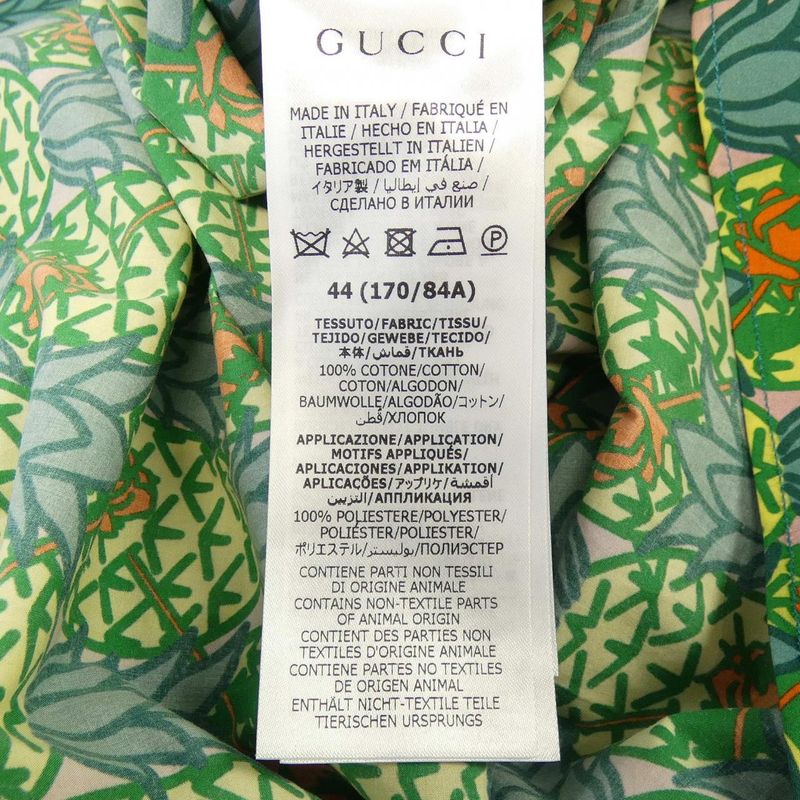 GUCCI
MADE IN ITALY / FABRIQUÉ EN
ITALIE / HECHO EN ITALIA /
HERGESTELLT IN ITALIEN /
FABRICADO EM ITÁLIA /
イタリア製 / صنع في إيطاليا /
СДЕЛАНО В ИТАЛИИ
P
44 (170/84A)
TESSUTO/FABRIC/TISSU/
TEJIDO/GEWEBE/TECIDO/
本体/قماش/ТКАНЬ
100% COTONE/COTTON/
COTON/ALGODON/
BAUMWOLLE/ALGODÃO/コットン/
قطن/ХЛОПОК
APPLICAZIONE/APPLICATION/
MOTIFS APPLIQUÉS/
APLICACIONES/APPLIKATION/
APLICAÇÕES/アップリケ/أقمشة
التزيين/АППЛИКАЦИЯ
100% POLIESTERE/POLYESTER/
POLIÉSTER/POLYESTER/
ポリエステル/بوليستر/ПОЛИЭСТЕР
CONTIENE PARTI NON TESSILI
DI ORIGINE ANIMALE
CONTAINS NON-TEXTILE PARTS
OF ANIMAL ORIGIN
CONTIENT DES PARTIES NON
TEXTILES D'ORIGINE ANIMALE
CONTIENE PARTES NO TEXTILES
DE ORIGEN ANIMAL
ENTHÄLT NICHT-TEXTILE TEILE
TIERISCHEN URSPRUNGS